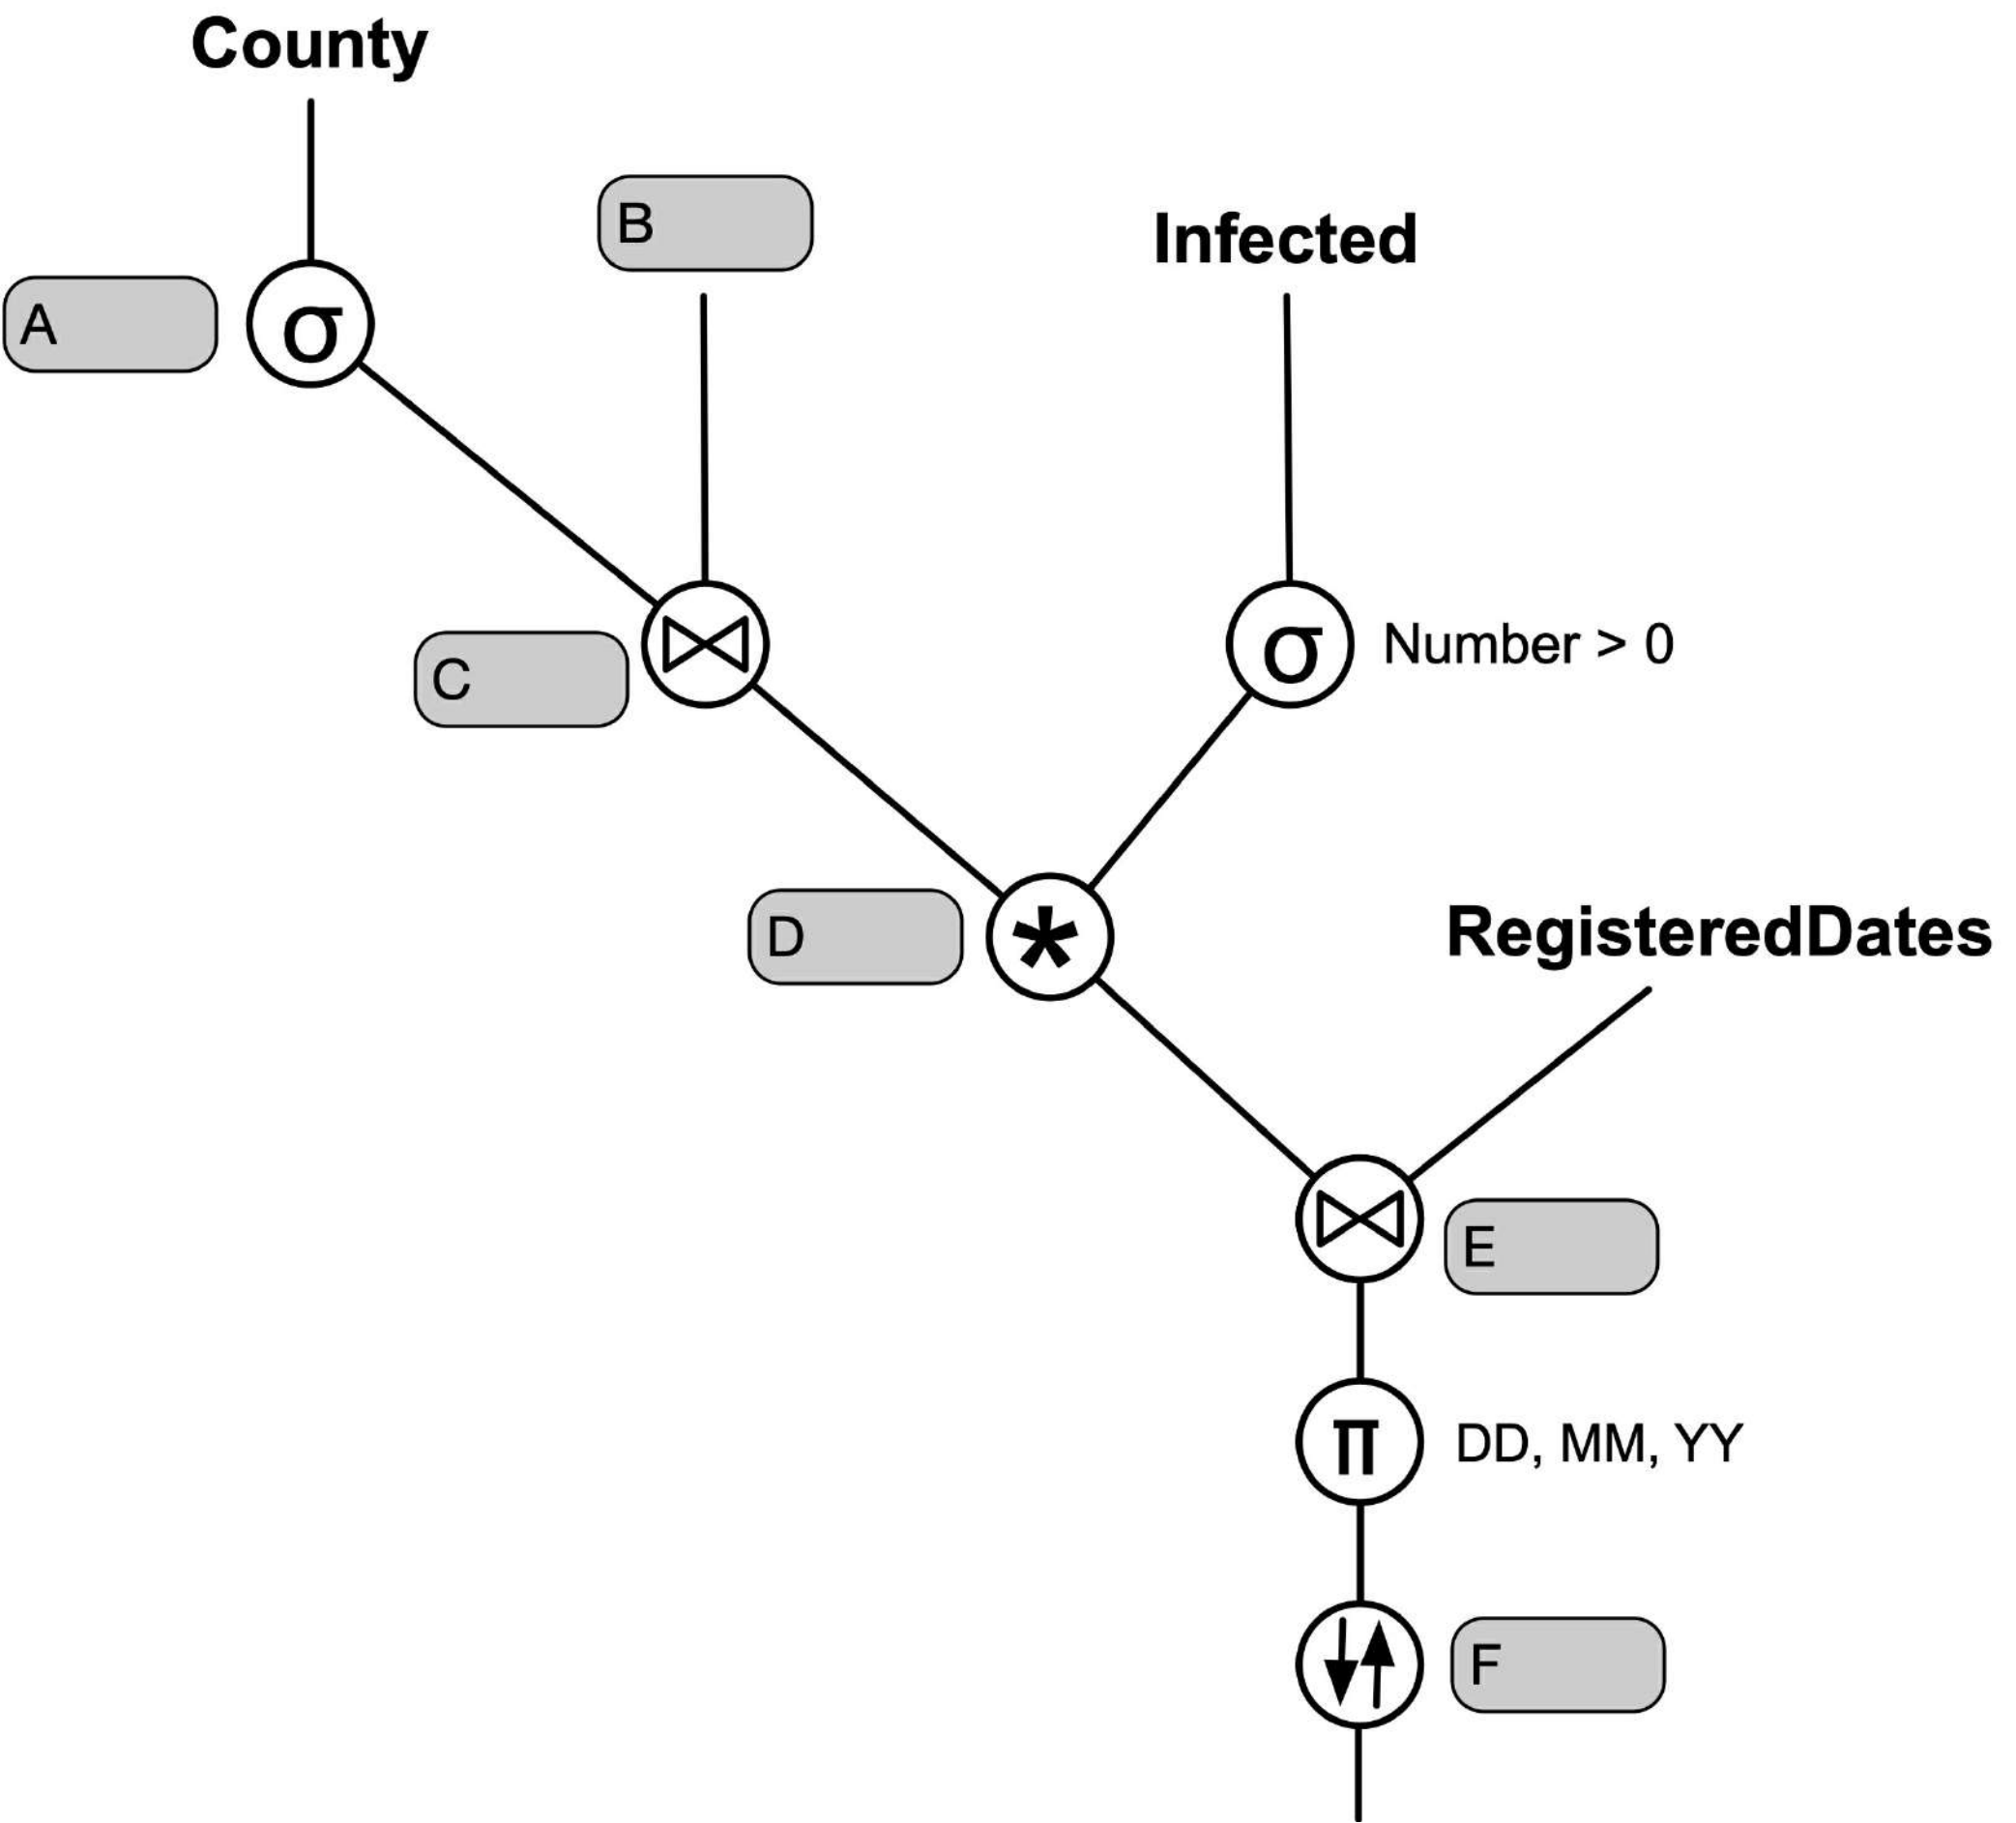 County
B
Infected
A
σ
⋈
σ
Number > 0
C
D
*
RegisteredDates
⋈
E
π
DD, MM, YY
F